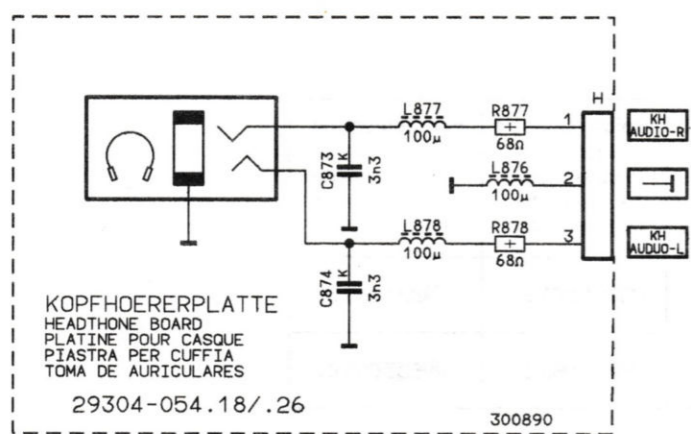 H
L877
100µ
R877
68Ω
1
KH
AUDIO-R
C873
K
3n3
L876
100µ
2
L878
100µ
R878
68Ω
3
KH
AUDUO-L
C874
K
3n3
KOPFHOERERPLATTE
HEADTHONE BOARD
PLATINE POUR CASQUE
PIASTRA PER CUFFIA
TOMA DE AURICULARES
29304-054.18/.26
300890